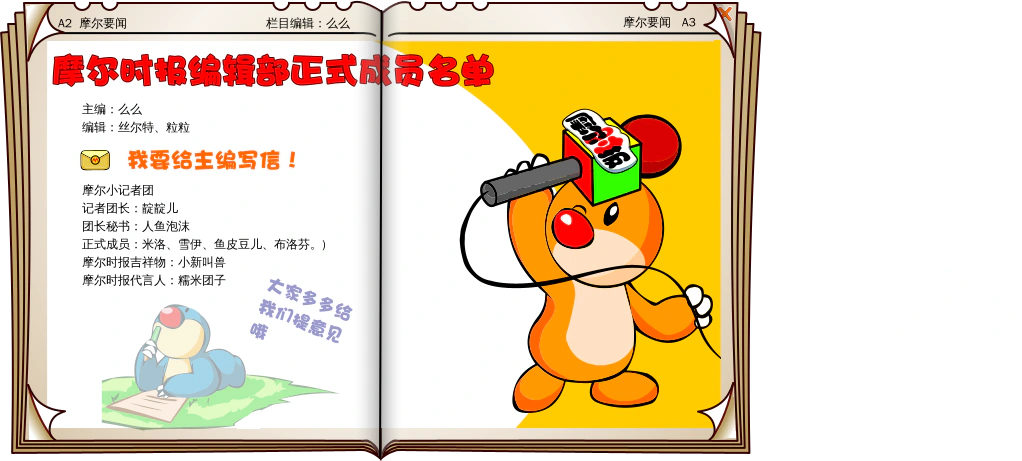 A2 摩尔要闻
栏目编辑：么么
摩尔要闻 A3
摩尔时报编辑部正式成员名单
主编：么么
编辑：丝尔特、粒粒
我要给主编写信！
摩尔小记者团
记者团长：靛靛儿
团长秘书：人鱼泡沫
正式成员：米洛、雪伊、鱼皮豆儿、布洛芬。）
摩尔时报吉祥物：小新叫兽
摩尔时报代言人：糯米团子
大家多多给
我们提意见
哦
摩尔时报